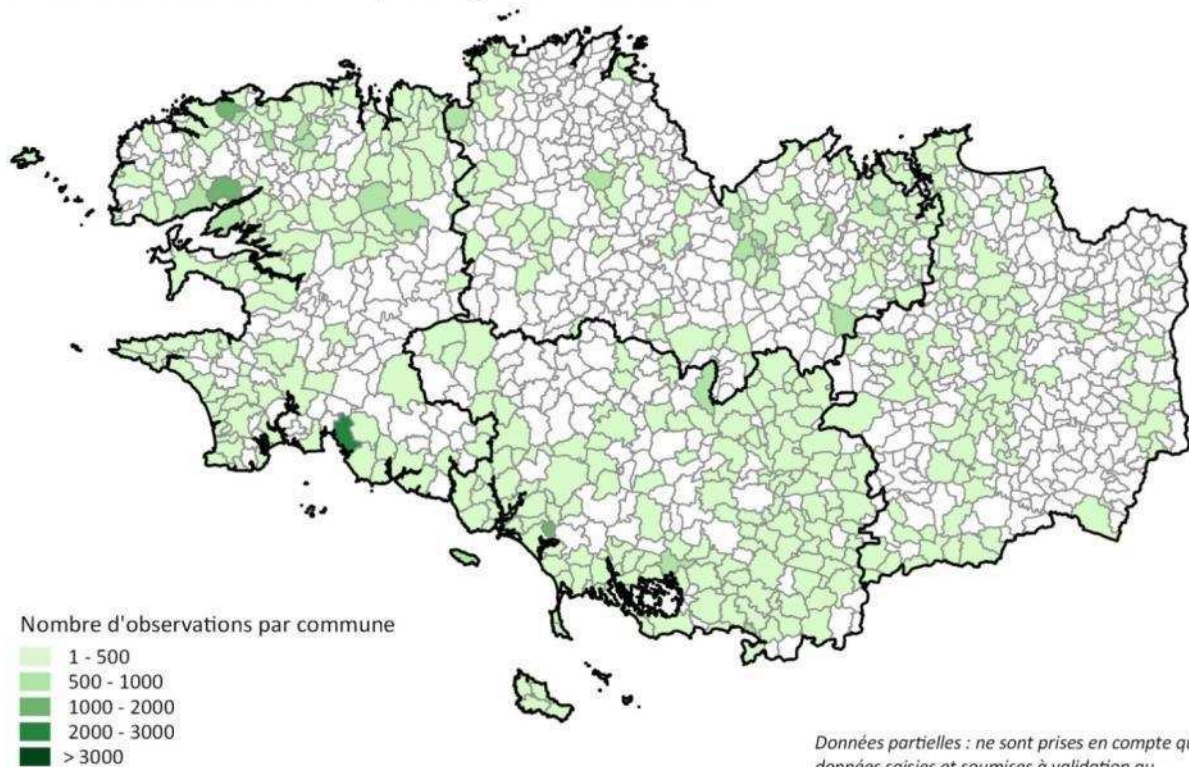 Nombre d'observations par commune
1 - 500
500 - 1000
1000 - 2000
2000 - 3000
> 3000
Données partielles : ne sont prises en compte qu
données saisies et soumises à validation au